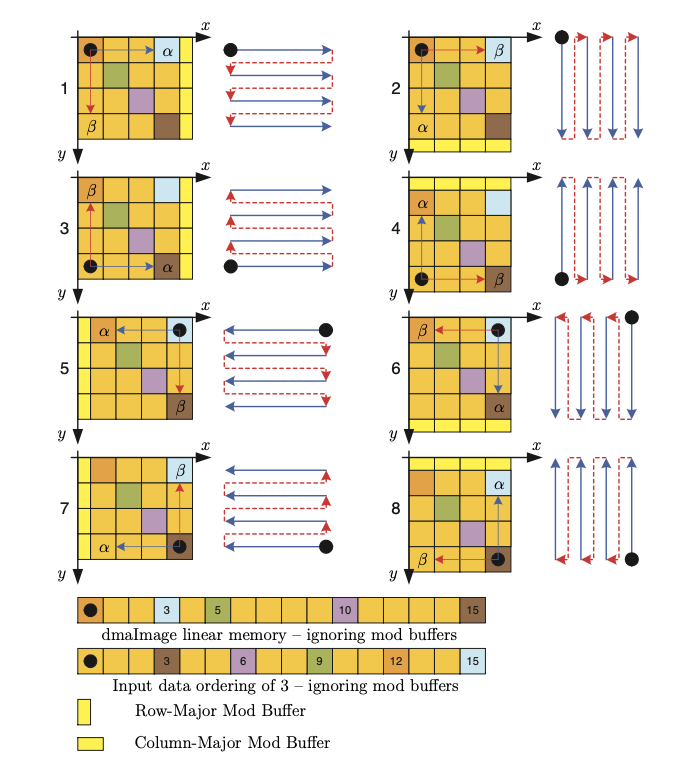 x x
α β
1 2
β α
y y
x x
β α
3 4
α β
y y
x x
α β
5 6
β α
y y
x x
β α
7 8
α β
y y
3 5 10 15
dmaImage linear memory – ignoring mod buffers
3 6 9 12 15
Input data ordering of 3 – ignoring mod buffers
Row-Major Mod Buffer
Column-Major Mod Buffer